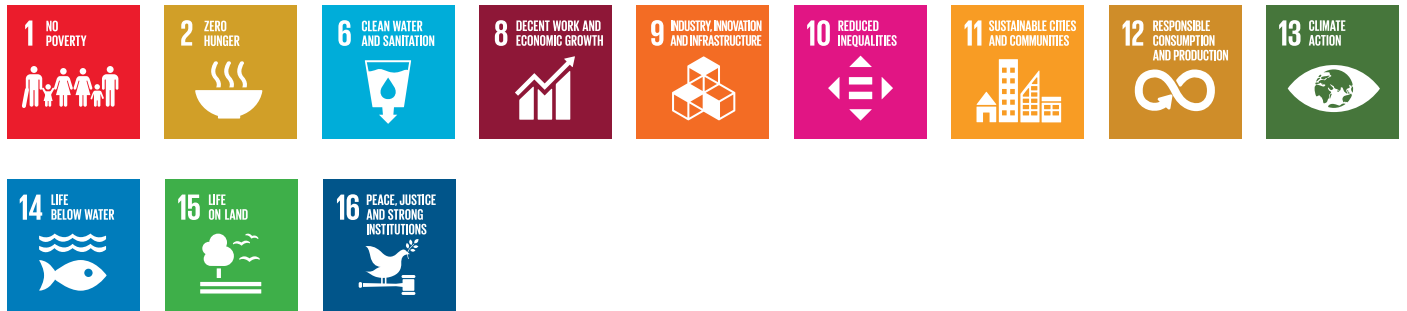 1 NO
POVERTY
2 ZERO
HUNGER
6 CLEAN WATER
AND SANITATION
8 DECENT WORK AND
ECONOMIC GROWTH
9 INDUSTRY, INNOVATION
AND INFRASTRUCTURE
10 REDUCED
INEQUALITIES
11 SUSTAINABLE CITIES
AND COMMUNITIES
12 RESPONSIBLE
CONSUMPTION
AND PRODUCTION
13 CLIMATE
ACTION
14 LIFE
BELOW WATER
15 LIFE
ON LAND
16 PEACE, JUSTICE
AND STRONG
INSTITUTIONS